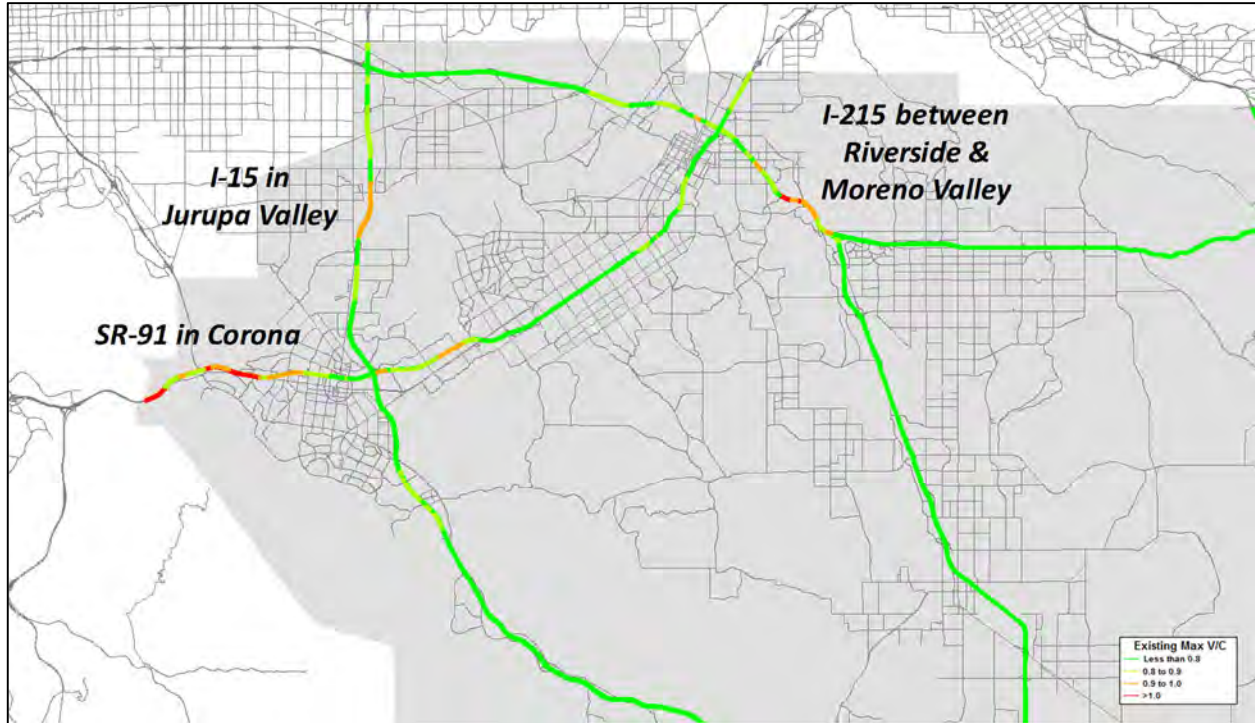 I-215 between
Riverside &
Moreno Valley
I-15 in
Jurupa Valley
SR-91 in Corona
Existing Max V/C
Less than 0.8
0.8 to 0.9
0.9 to 1.0
>1.0